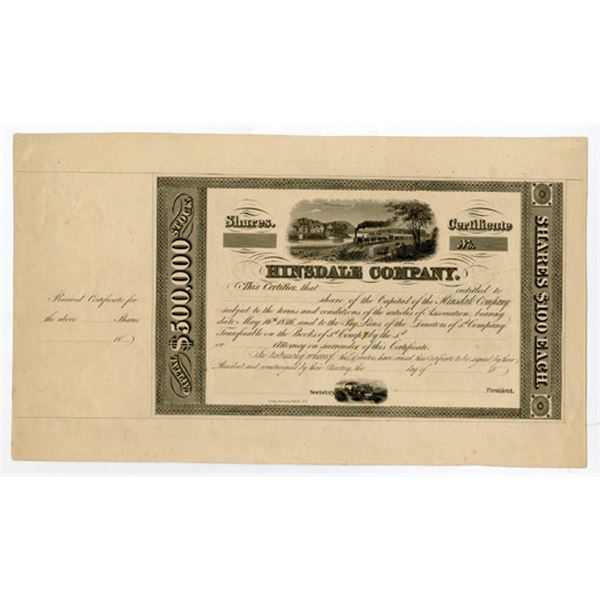 Received Certificate for
the above Shares
18
CAPITAL $500,000 STOCK.
Shares.
Certificate
No.
HINSDALE COMPANY.
This Certifies, that entitled to
share of the Capital of the Hinsdale Company
subject to the terms and conditions of the articles of Association, bearing
date May 16th 1846, and to the By Laws of the Directors of sd Company.
Transferable on the Books of sd Compy by the sd
or Attorney on surrender of this Certificate.
In testimony whereof, the Directors have caused this Certificate to be signed by their
President and countersigned by their Secretary, the day of 18
Secretary. President.
SHARES $100 EACH.